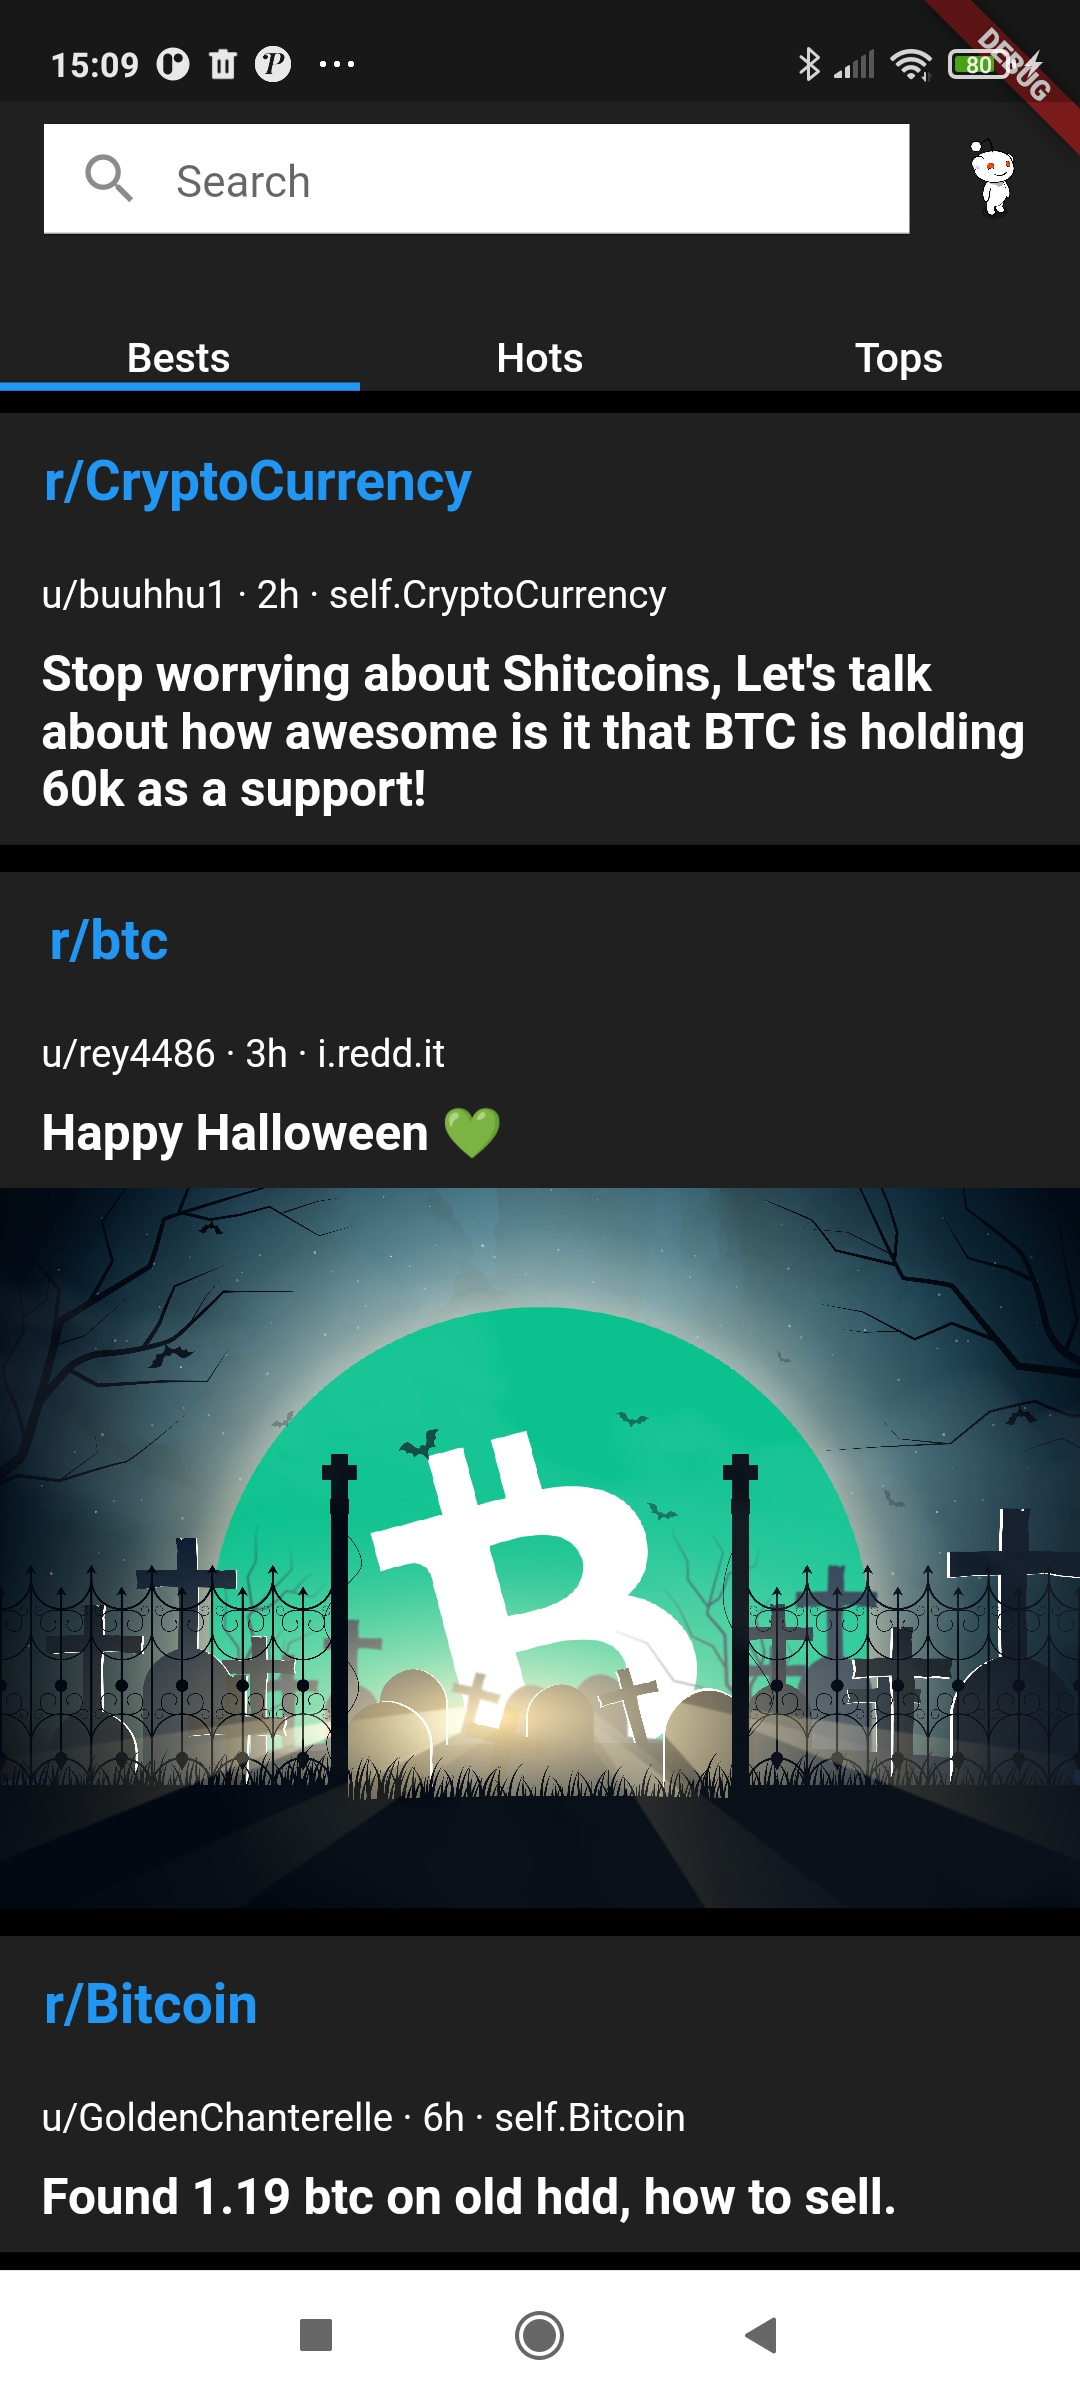 15:09
80
DEBUG
Search
Bests
Hots
Tops
r/CryptoCurrency
u/buuhhu1 · 2h · self.CryptoCurrency
Stop worrying about Shitcoins, Let's talk
about how awesome is it that BTC is holding
60k as a support!
r/btc
u/rey4486 · 3h · i.redd.it
Happy Halloween 💚
r/Bitcoin
u/GoldenChanterelle · 6h · self.Bitcoin
Found 1.19 btc on old hdd, how to sell.